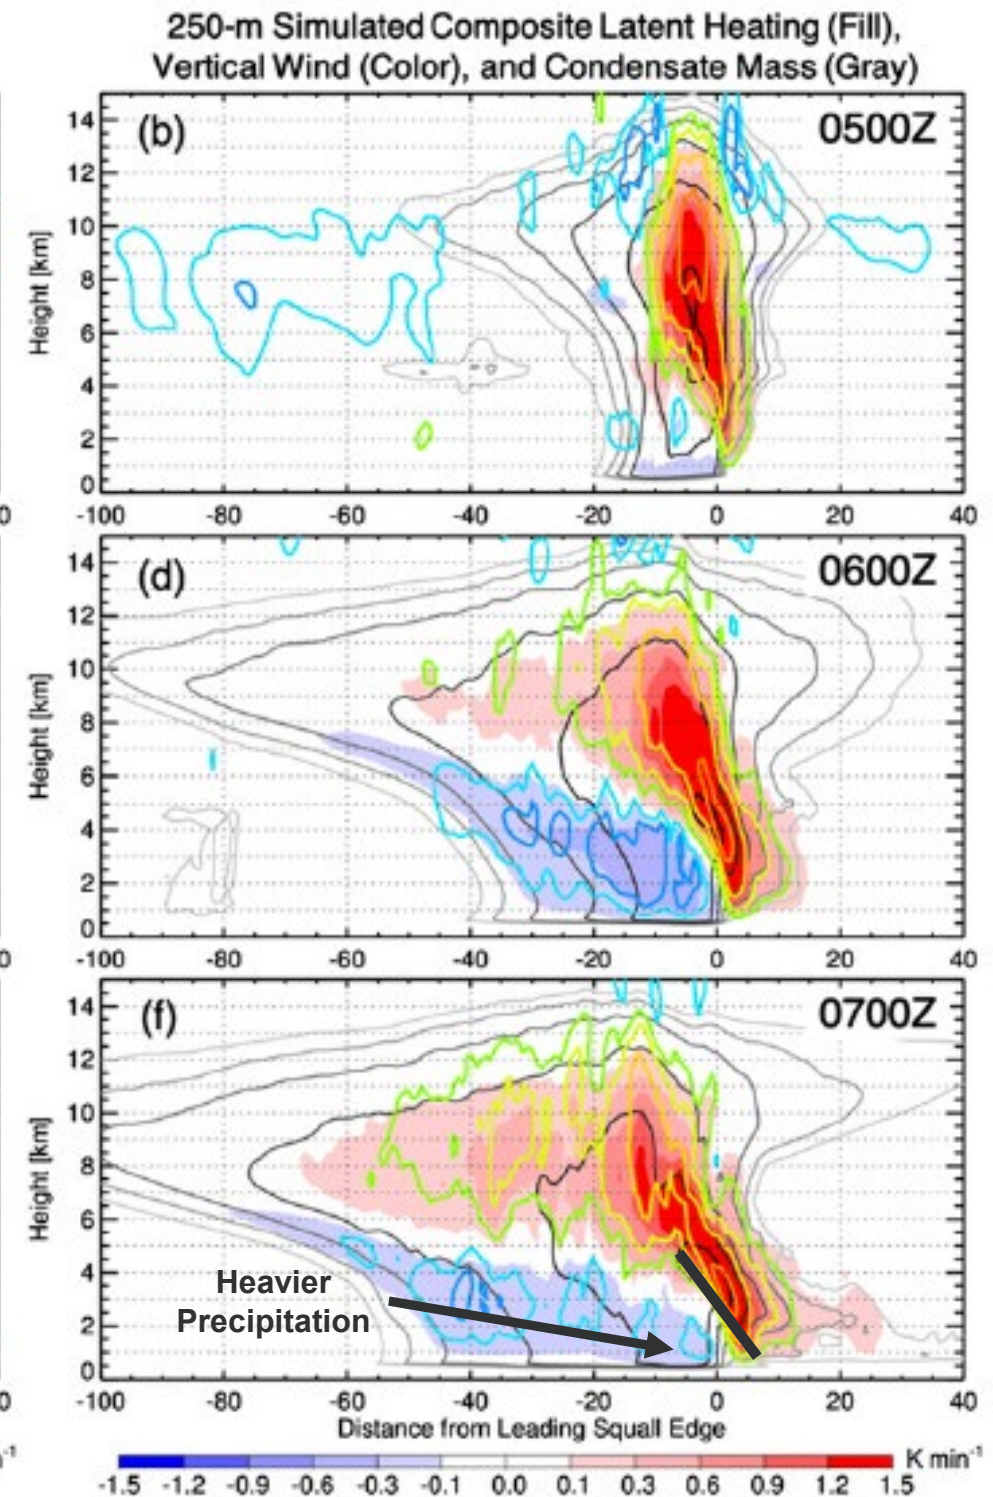 250-m Simulated Composite Latent Heating (Fill),
Vertical Wind (Color), and Condensate Mass (Gray)
(b)
0500Z
Height [km]
14
12
10
8
6
4
2
0
0
-100 -80 -60 -40 -20 0 20 40
(d)
0600Z
Height [km]
14
12
10
8
6
4
2
0
0
-100 -80 -60 -40 -20 0 20 40
(f)
0700Z
Height [km]
14
12
10
8
6
4
2
0
Heavier
Precipitation
0
-100 -80 -60 -40 -20 0 20 40
Distance from Leading Squall Edge
-1
K min-1
-1.5 -1.2 -0.9 -0.6 -0.3 -0.1 0.0 0.1 0.3 0.6 0.9 1.2 1.5